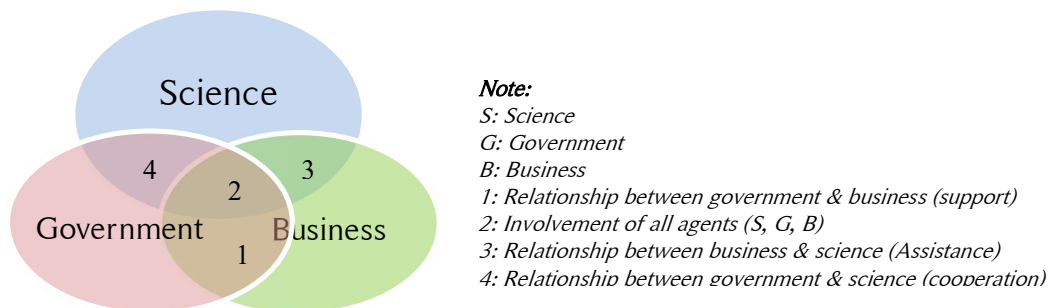 Science
4
3
2
Government
Business
1
Note:
S: Science
G: Government
B: Business
1: Relationship between government & business (support)
2: Involvement of all agents (S, G, B)
3: Relationship between business & science (Assistance)
4: Relationship between government & science (cooperation)